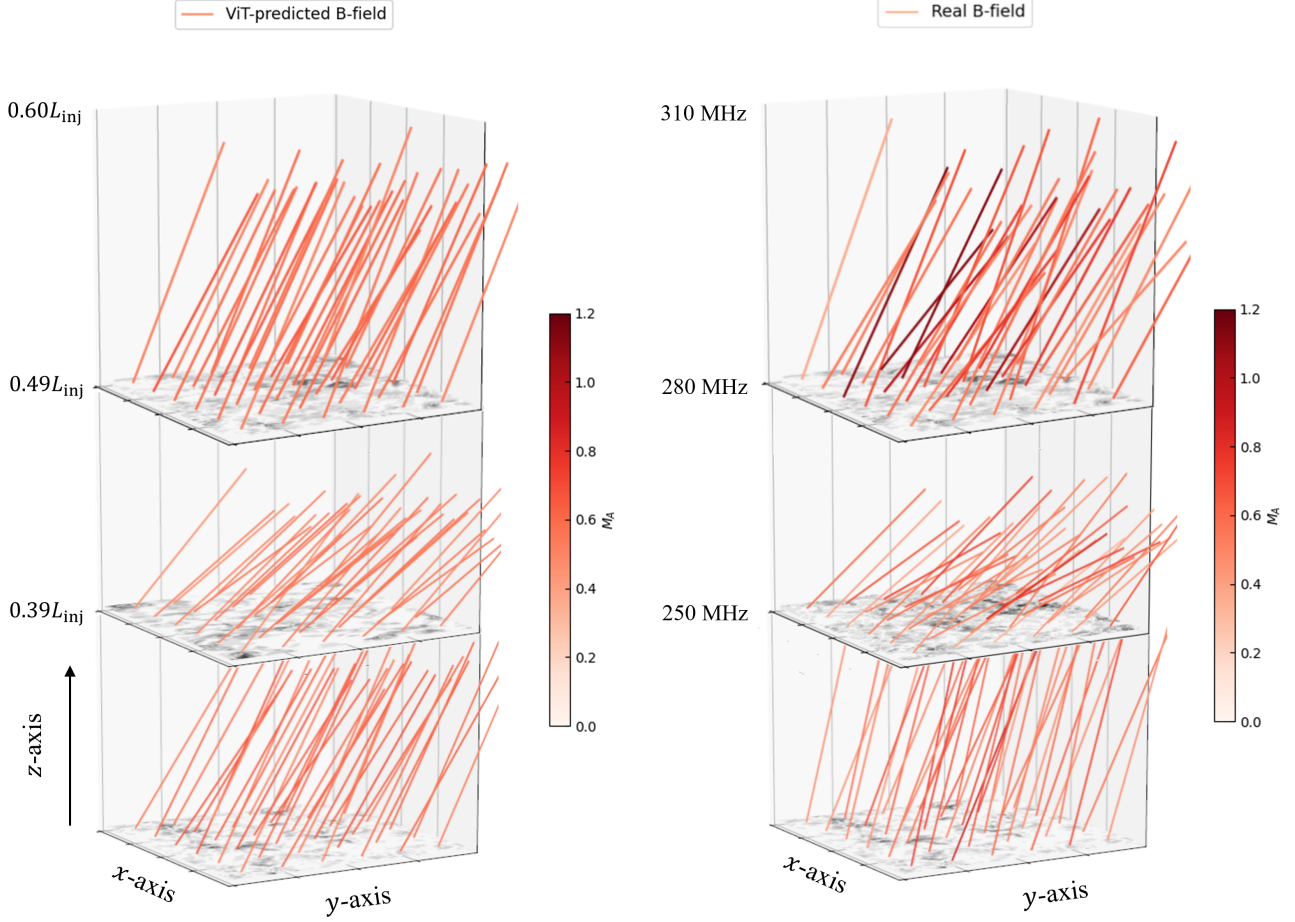 ViT-predicted B-field
Real B-field
0.60L_inj
310 MHz
0.49L_inj
280 MHz
0.39L_inj
250 MHz
1.2
1.0
0.8
0.6
0.4
0.2
0.0
M_A
1.2
1.0
0.8
0.6
0.4
0.2
0.0
M_A
z-axis
x-axis
y-axis
x-axis
y-axis